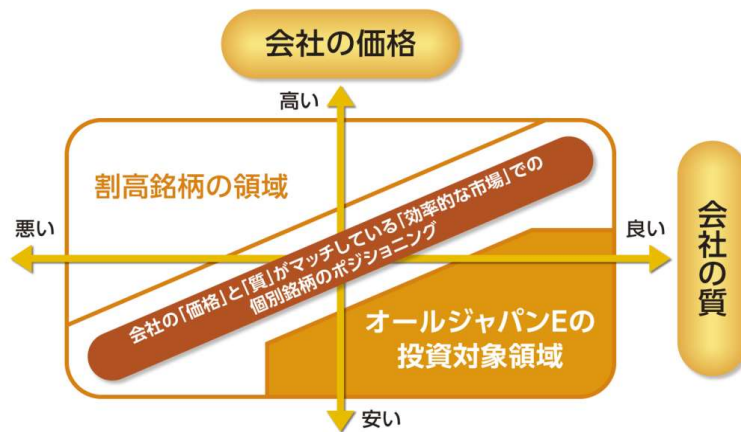 会社の価格
高い
割高銘柄の領域
会社の「価格」と「質」がマッチしている「効率的な市場」での
個別銘柄のポジショニング
悪い
良い
会社の質
オールジャパンEの
投資対象領域
安い